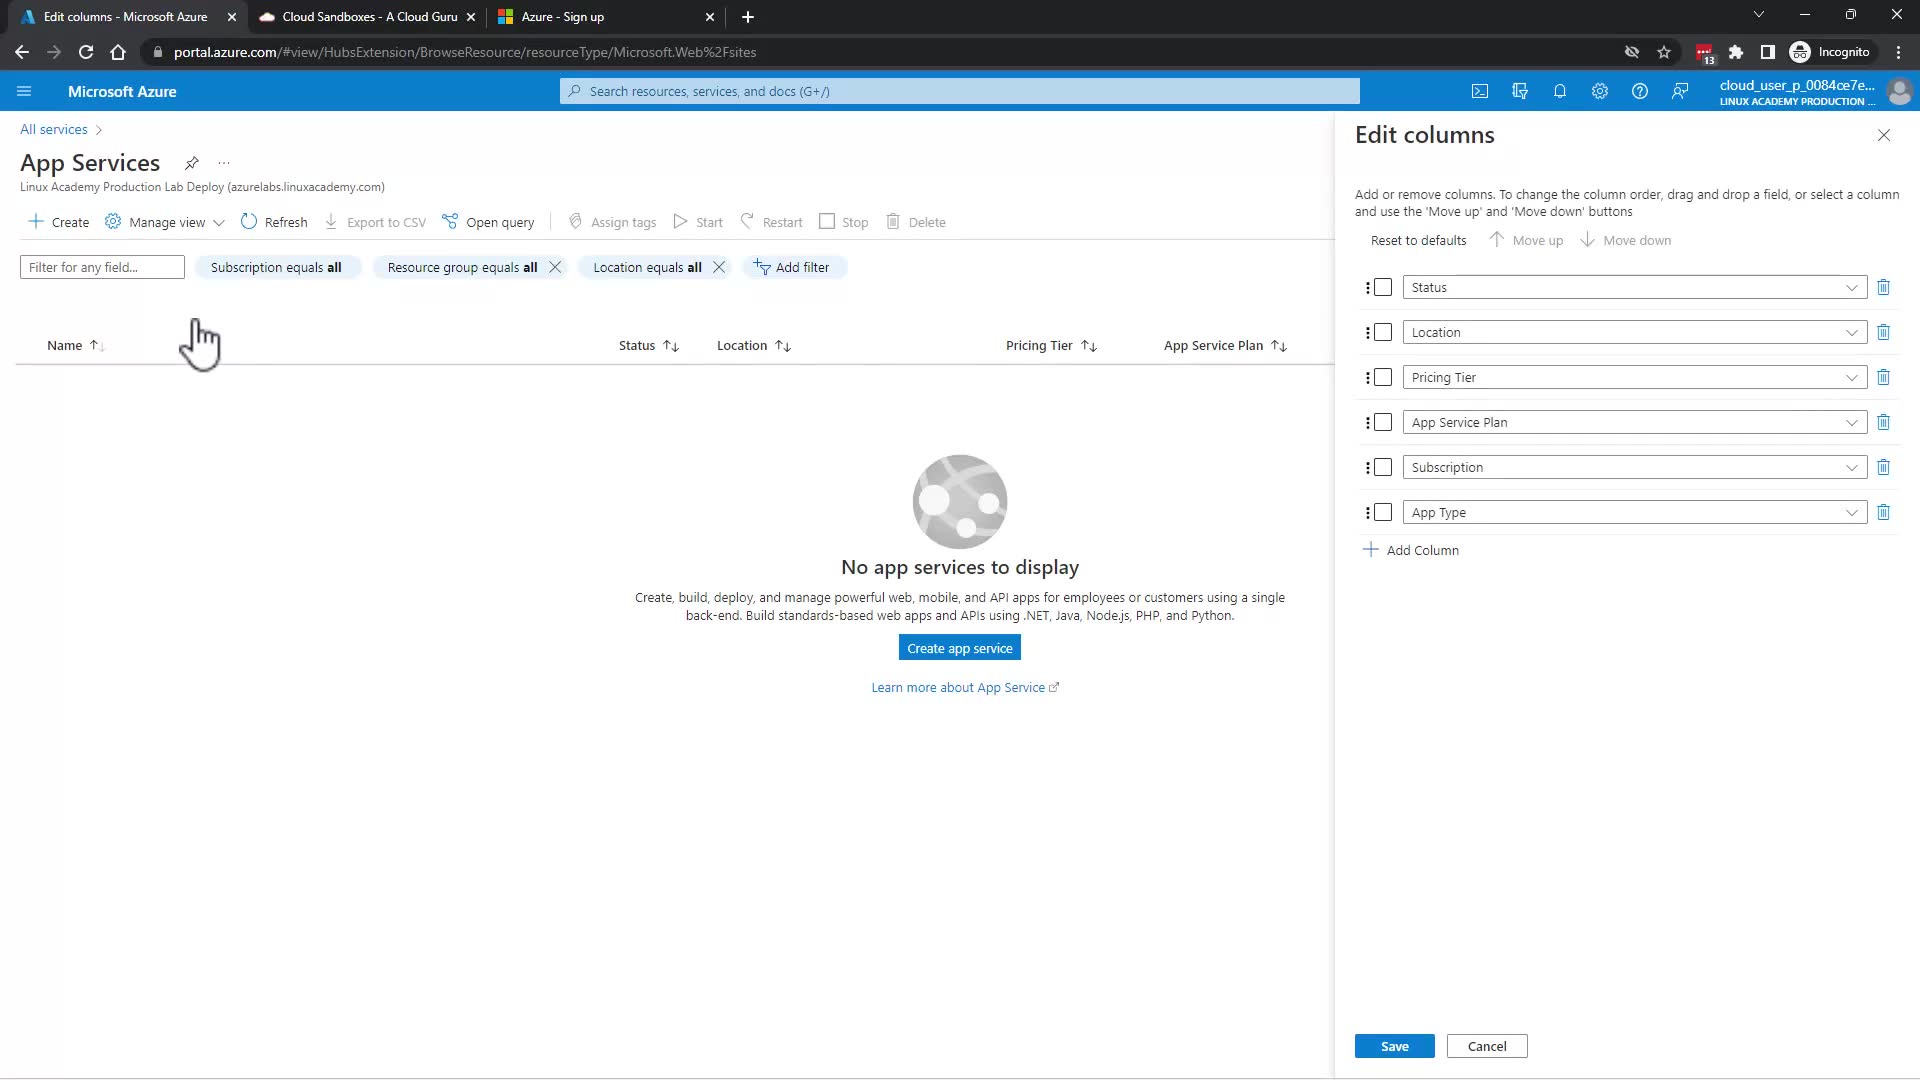 Edit columns - Microsoft Azure
Cloud Sandboxes - A Cloud Guru
Azure - Sign up
portal.azure.com/#view/HubsExtension/BrowseResource/resourceType/Microsoft.Web%2Fsites
13
Incognito
Microsoft Azure
Search resources, services, and docs (G+/)
cloud_user_p_0084ce7e...
LINUX ACADEMY PRODUCTION ...
All services
App Services
...
Linux Academy Production Lab Deploy (azurelabs.linuxacademy.com)
Create
Manage view
Refresh
Export to CSV
Open query
Assign tags
Start
Restart
Stop
Delete
Filter for any field...
Subscription equals all
Resource group equals all
Location equals all
Add filter
Name
Status
Location
Pricing Tier
App Service Plan
No app services to display
Create, build, deploy, and manage powerful web, mobile, and API apps for employees or customers using a single
back-end. Build standards-based web apps and APIs using .NET, Java, Node.js, PHP, and Python.
Create app service
Learn more about App Service
Edit columns
Add or remove columns. To change the column order, drag and drop a field, or select a column
and use the 'Move up' and 'Move down' buttons
Reset to defaults
Move up
Move down
Status
Location
Pricing Tier
App Service Plan
Subscription
App Type
Add Column
Save
Cancel